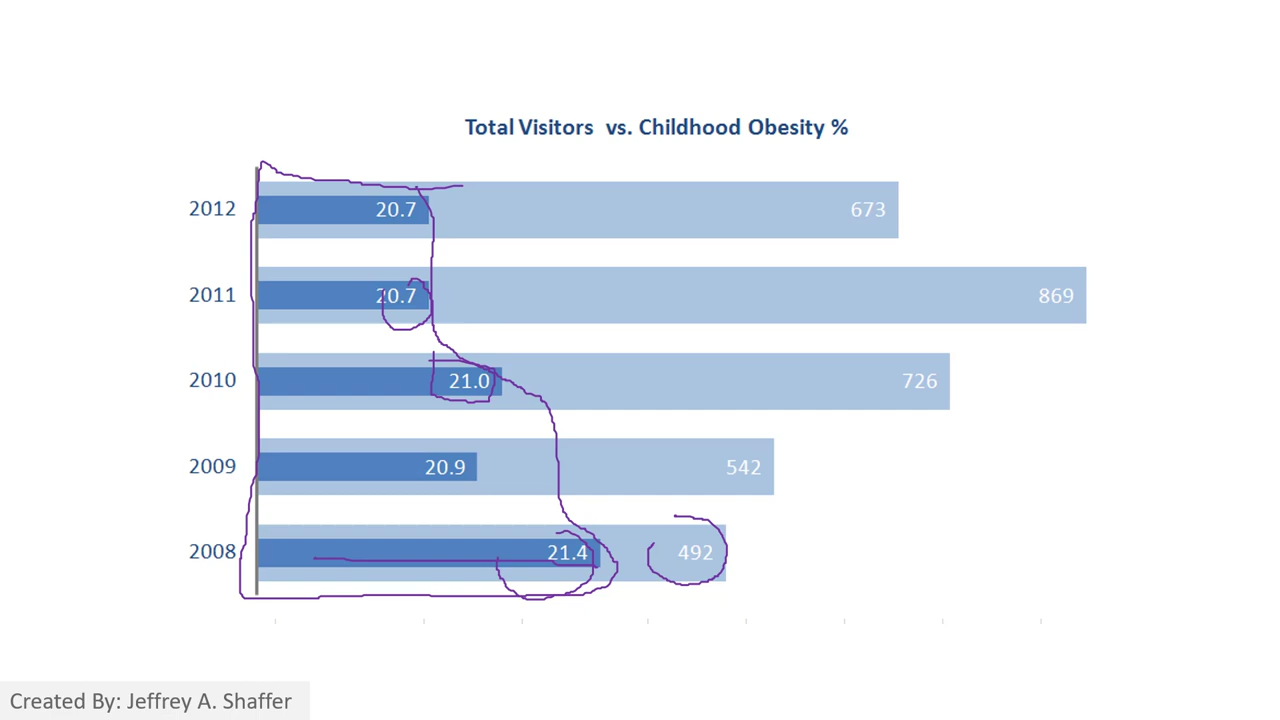 Total Visitors vs. Childhood Obesity %
2012 20.7 673
2011 20.7 869
2010 21.0 726
2009 20.9 542
2008 21.4 492
Created By: Jeffrey A. Shaffer